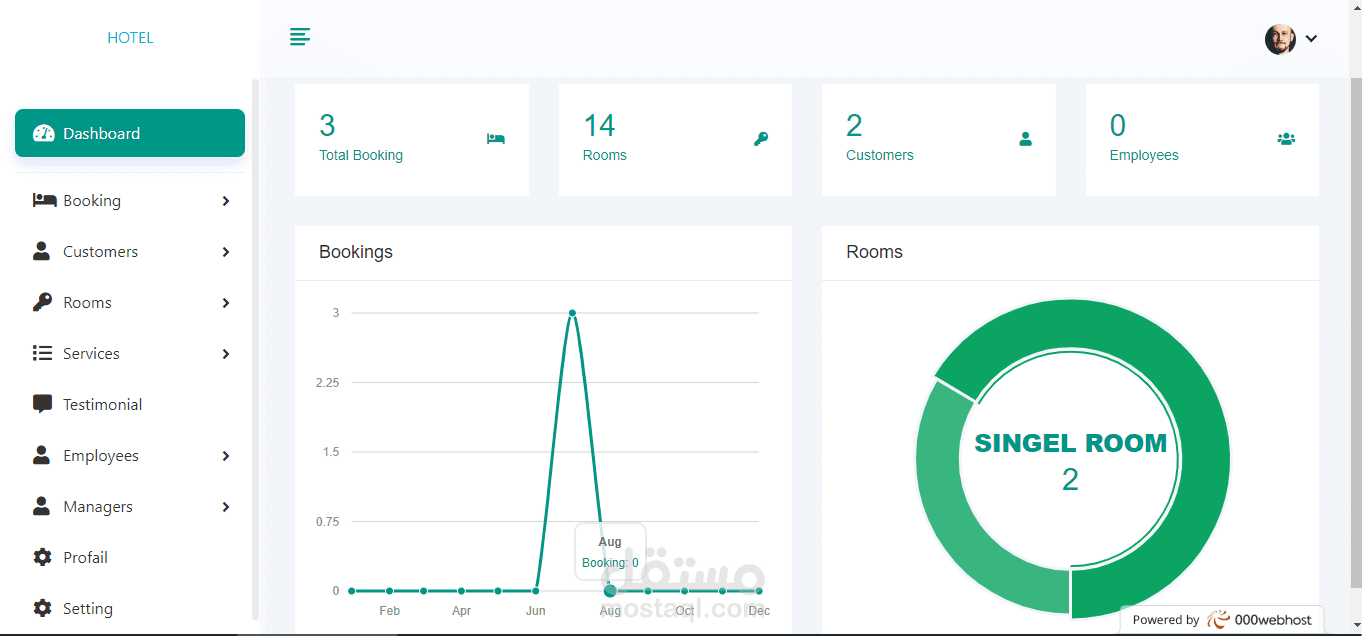 HOTEL
Dashboard
Booking
Customers
Rooms
Services
Testimonial
Employees
Managers
Profail
Setting
3
Total Booking
14
Rooms
2
Customers
0
Employees
Bookings
3
2.25
1.5
0.75
0
Feb
Apr
Jun
Aug
Oct
Dec
Aug
Booking: 0
Rooms
SINGEL ROOM
2
مستقل
mostaql.com
Powered by 000webhost